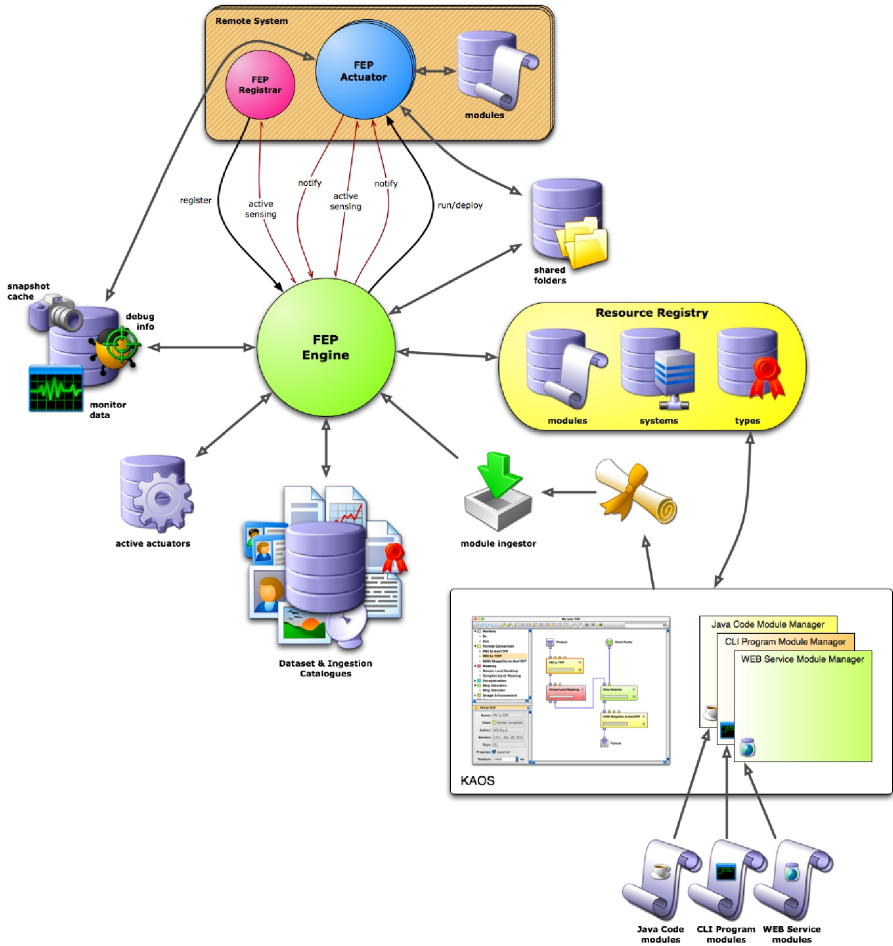 Remote System
FEP
Registrar
FEP
Actuator
modules
register
active
sensing
notify
active
sensing
notify
run/deploy
shared
folders
snapshot
cache
debug
info
monitor
data
FEP
Engine
Resource Registry
modules
systems
types
active actuators
module ingestor
Dataset & Ingestion
Catalogues
Java Code Module Manager
CLI Program Module Manager
WEB Service Module Manager
KAOS
Java Code
modules
CLI Program
modules
WEB Service
modules